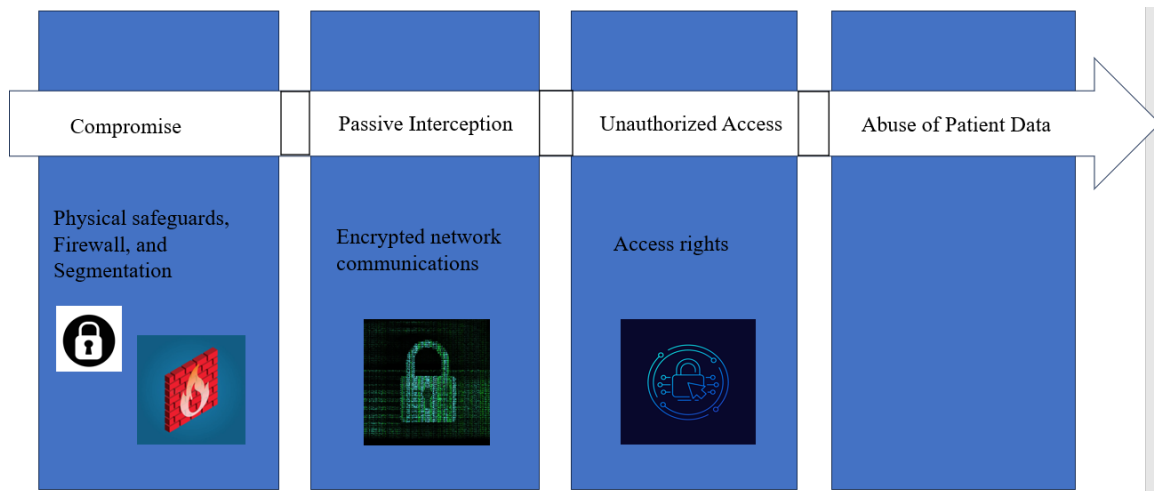 Compromise
Passive Interception
Unauthorized Access
Abuse of Patient Data
Physical safeguards,
Firewall, and
Segmentation
Encrypted network
communications
Access rights